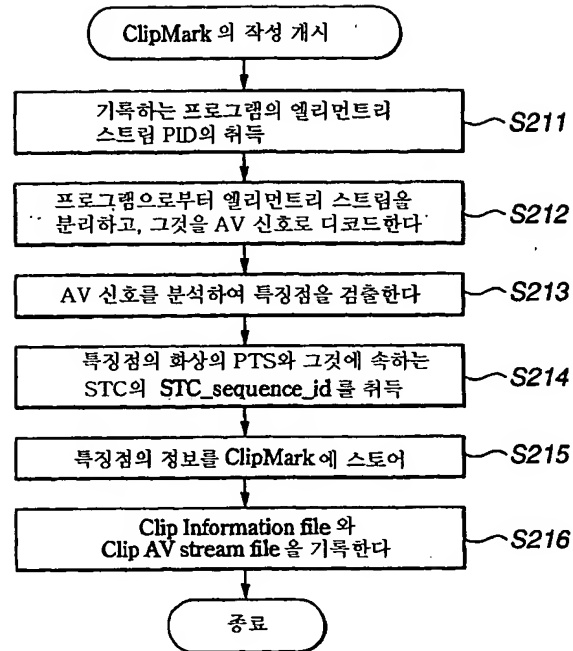 ClipMark 의 작성 개시
기록하는 프로그램의 엘리먼트리
스트림 PID의 취득
S211
프로그램으로부터 엘리먼트리 스트림을
분리하고, 그것을 AV 신호로 디코드한다
S212
AV 신호를 분석하여 특징점을 검출한다
S213
특징점의 화상의 PTS와 그것에 속하는
STC의 STC_sequence_id 를 취득
S214
특징점의 정보를 ClipMark 에 스토어
S215
Clip Information file 와
Clip AV stream file 을 기록한다
S216
종료